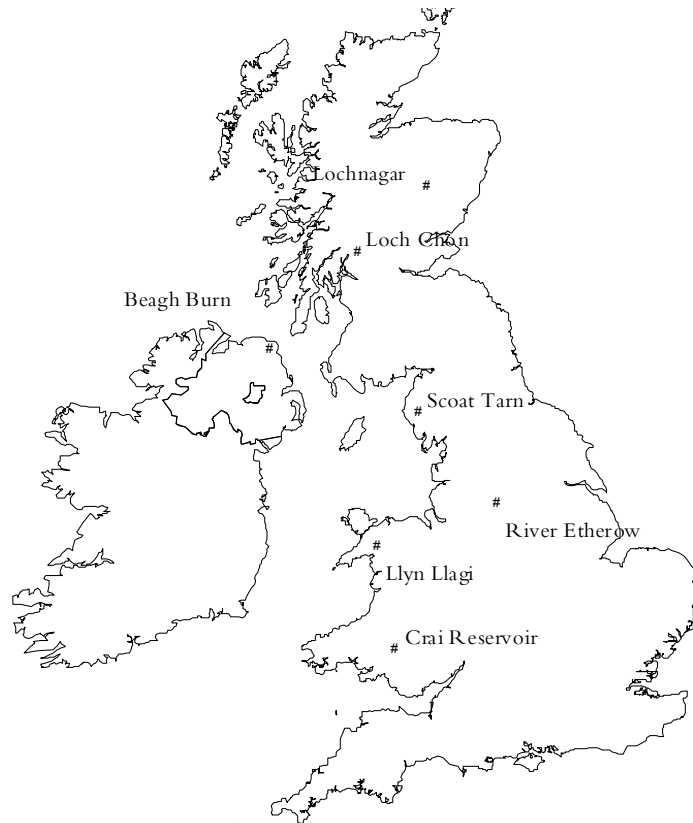 Lochnagar
#
Loch Chon
#
Beagh Burn
#
Scoat Tarn
#
#
River Etherow
#
Llyn Llagi
Crai Reservoir
#